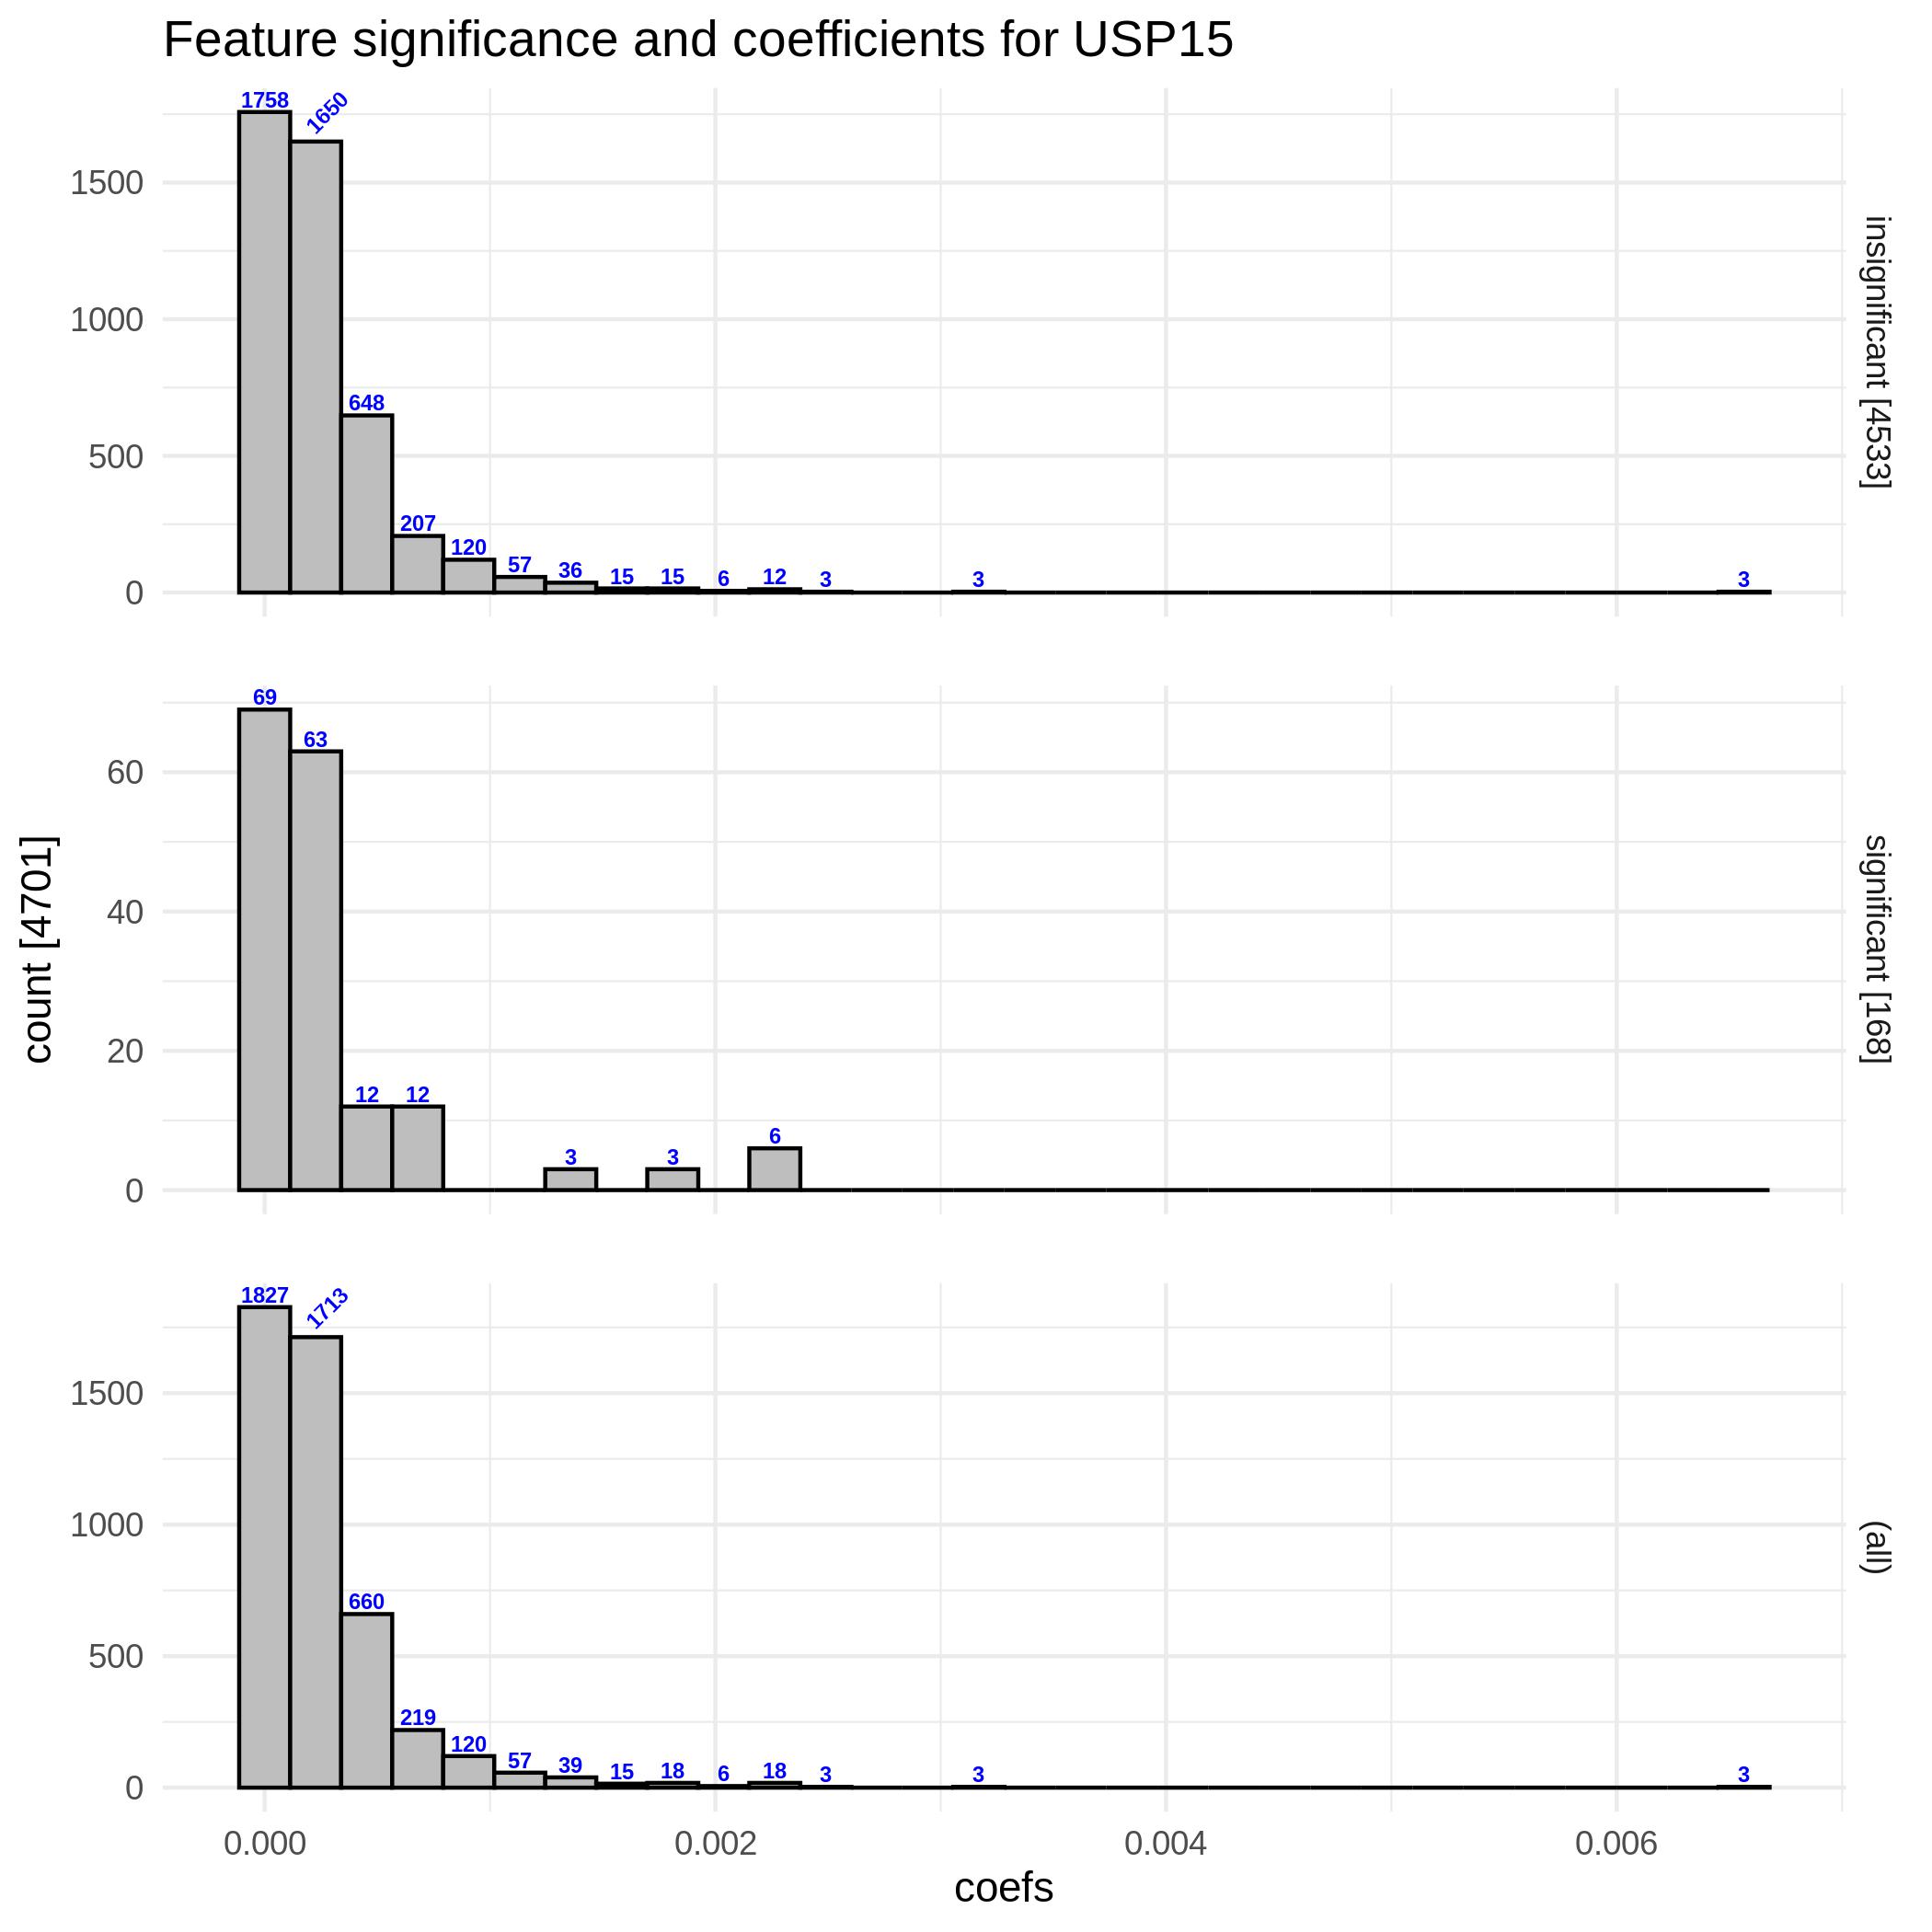 Feature significance and coefficients for USP15
count [4701]
1758 1650 648 207 120 57 36 15 15 6 12 3 3 3
1500
1000
500
0
insignificant [4533]
69 63 12 12 3 3 6
60
40
20
0
significant [168]
1827 1713 660 219 120 57 39 15 18 6 18 3 3 3
1500
1000
500
0
(all)
0.000 0.002 0.004 0.006
coefs